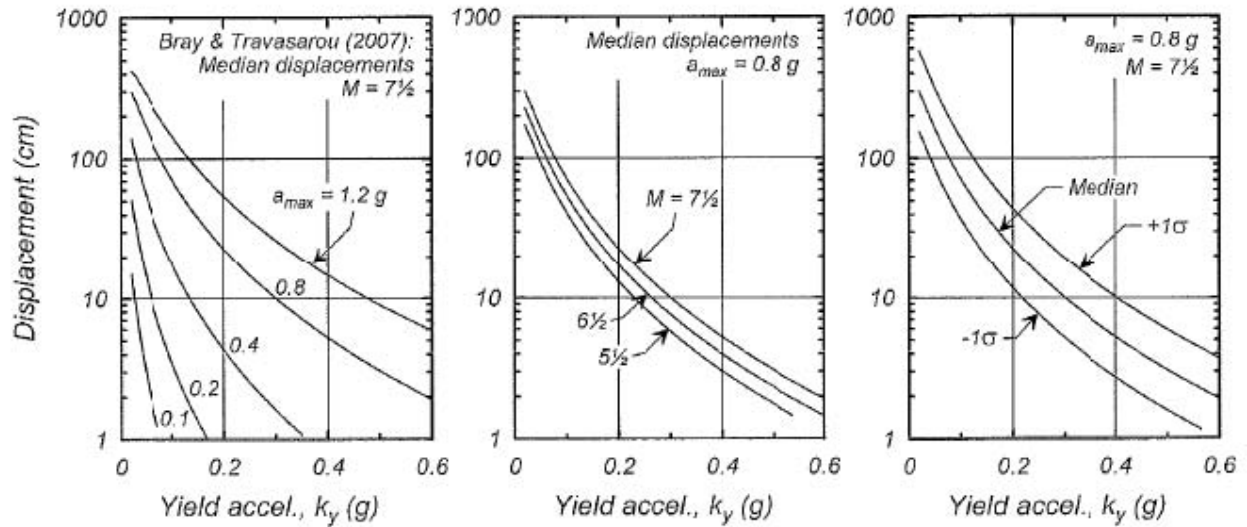 1000
100
10
1
Displacement (cm)
Bray & Travasarou (2007):
Median displacements
M = 7½
a_max = 1.2 g
0.8
0.4
0.2
0.1
0
0.2
0.4
0.6
Yield accel., k_y (g)
1000
100
10
1
Median displacements
a_max = 0.8 g
M = 7½
6½
5½
0
0.2
0.4
0.6
Yield accel., k_y (g)
1000
100
10
1
a_max = 0.8 g
M = 7½
Median
+1σ
-1σ
0
0.2
0.4
0.6
Yield accel., k_y (g)